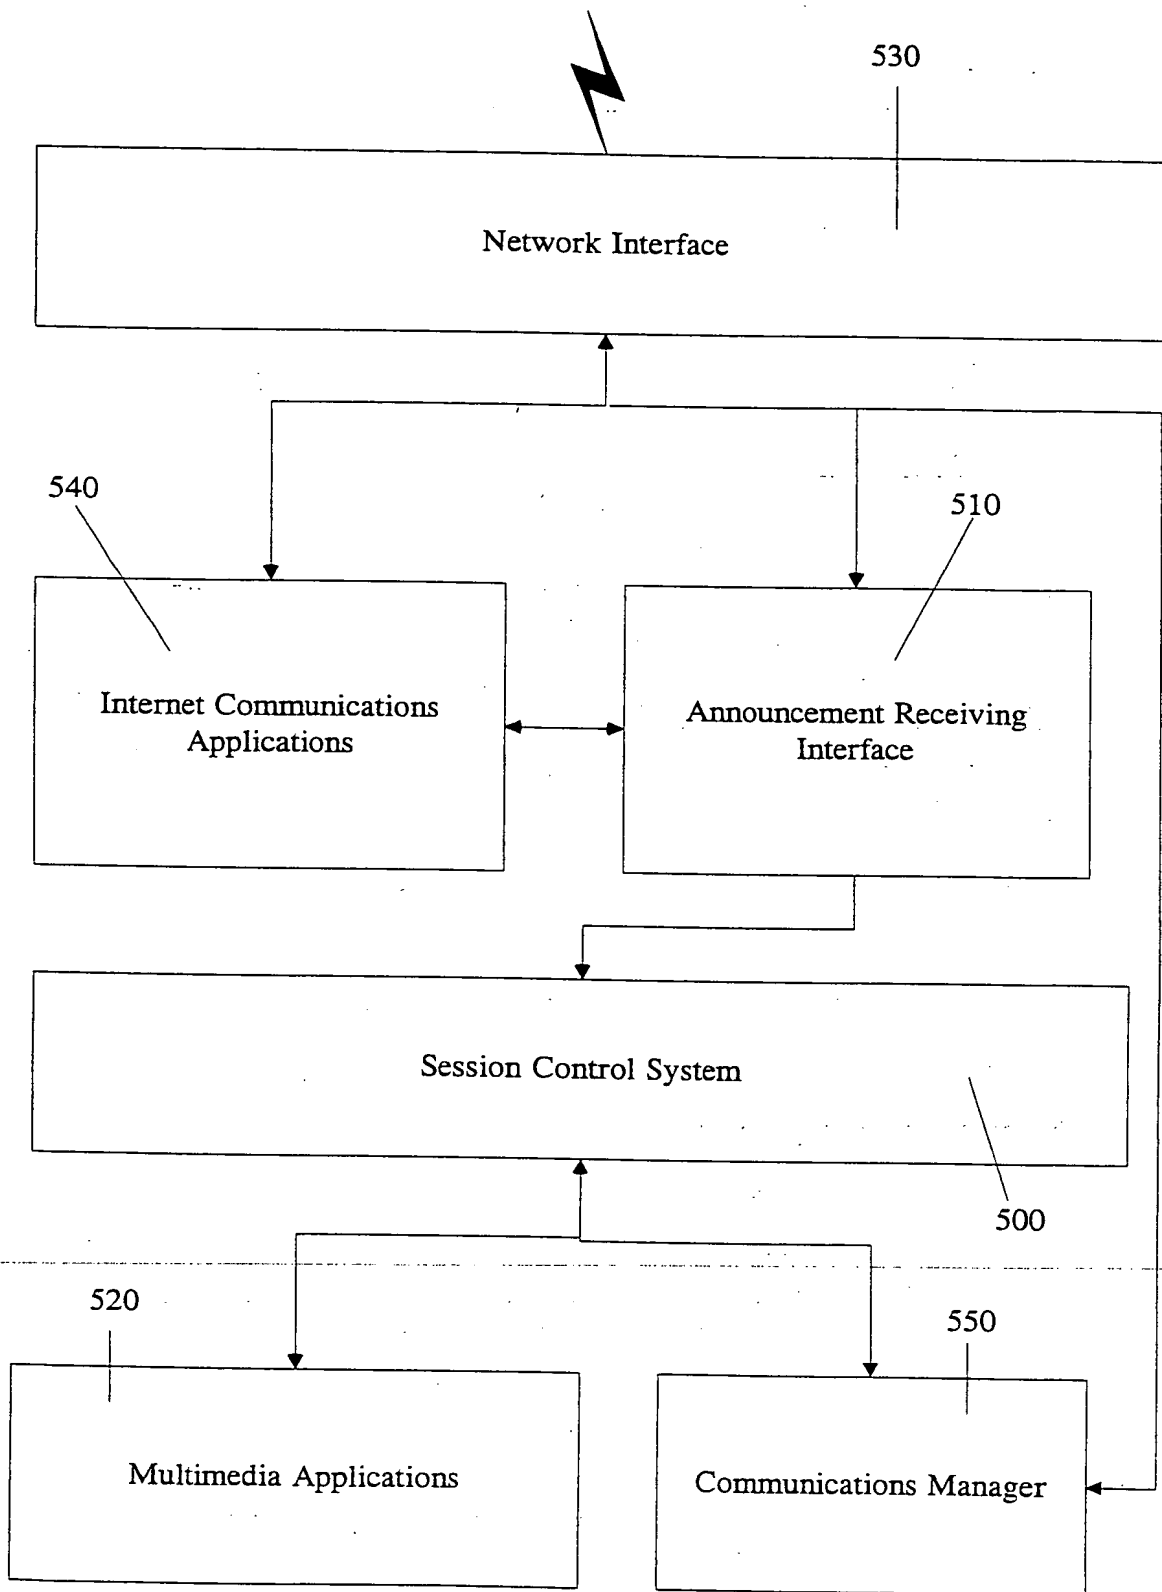 530
Network Interface
540
510
Internet Communications
Applications
Announcement Receiving
Interface
Session Control System
500
520
550
Multimedia Applications
Communications Manager